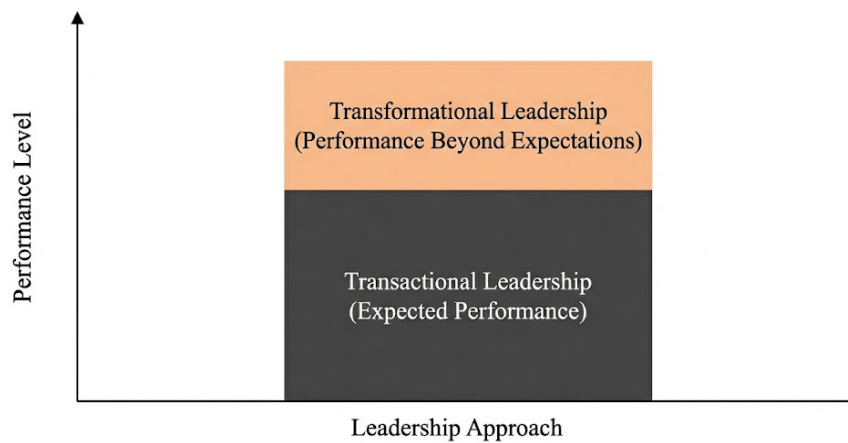 Performance Level
Transformational Leadership
(Performance Beyond Expectations)
Transactional Leadership
(Expected Performance)
Leadership Approach